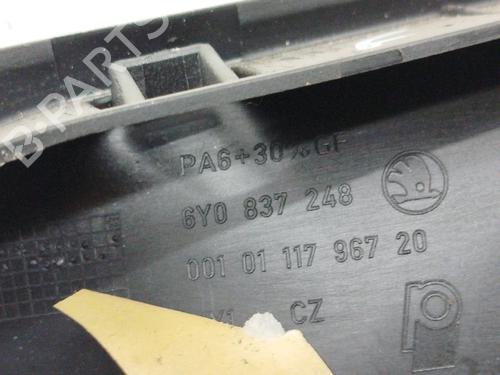 PA6+30%GF
6Y0 837 248
001 01 117 967 20
CZ
B-PARTS